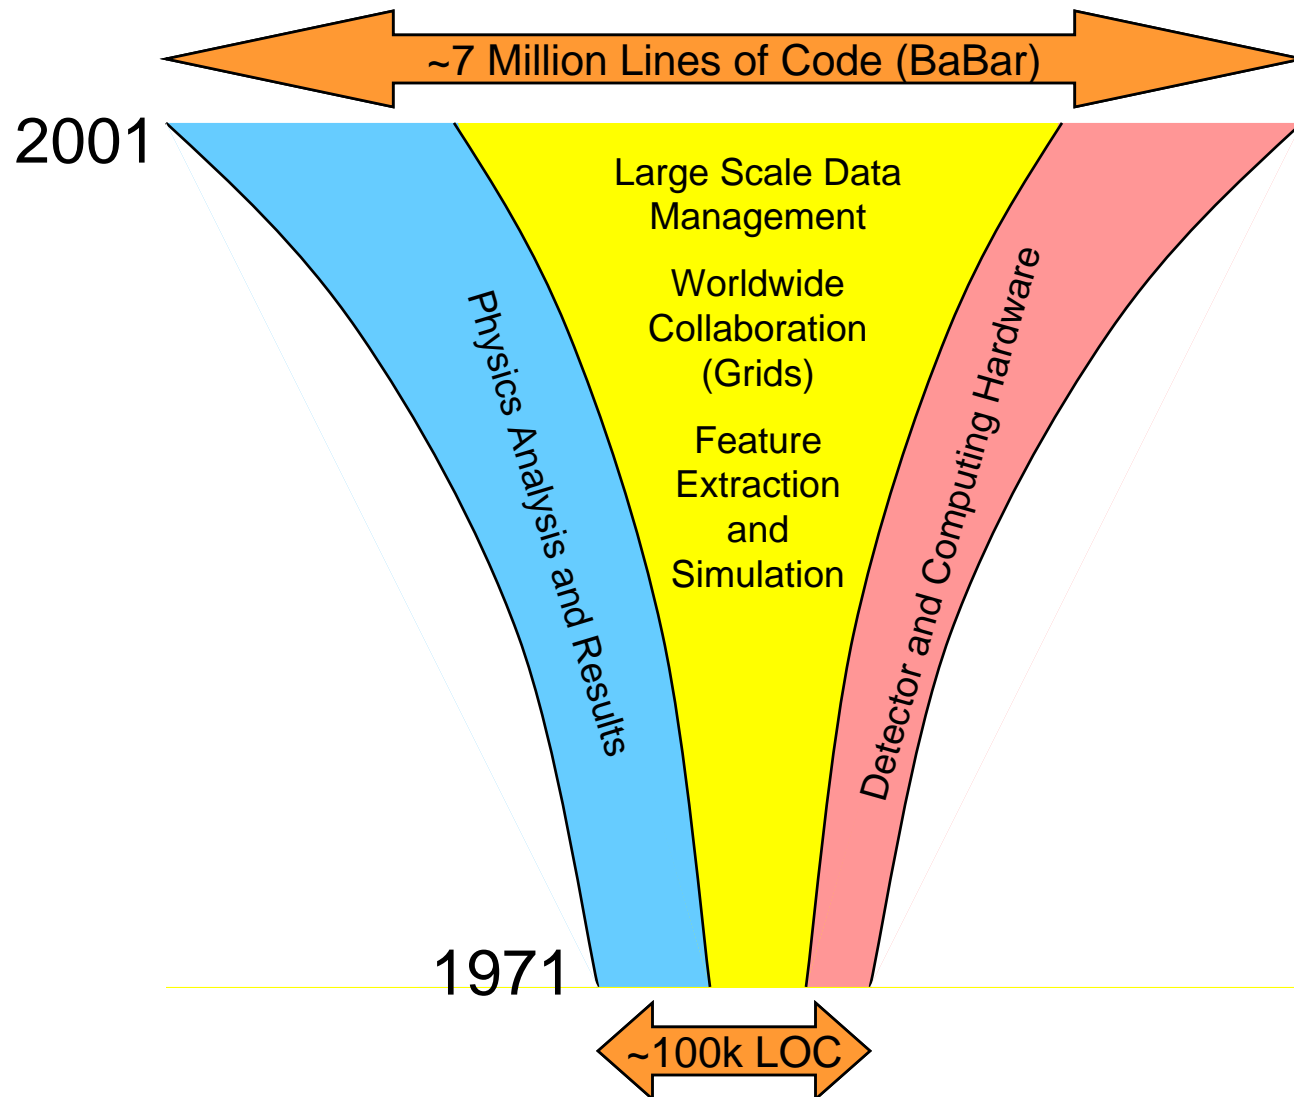 ~7 Million Lines of Code (BaBar)
2001
Large Scale Data
Management
Worldwide
Collaboration
(Grids)
Feature
Extraction
and
Simulation
Physics Analysis and Results
Detector and Computing Hardware
1971
~100k LOC